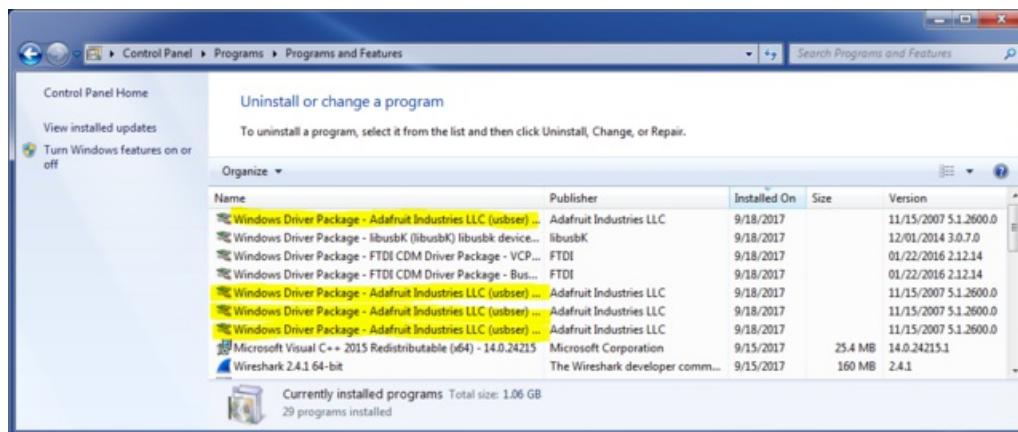 Control Panel ▸ Programs ▸ Programs and Features
Search Programs and Features
Control Panel Home
View installed updates
Turn Windows features on or
off
Uninstall or change a program
To uninstall a program, select it from the list and then click Uninstall, Change, or Repair.
Organize
Name Publisher Installed On Size Version
Windows Driver Package - Adafruit Industries LLC (usbser) ... Adafruit Industries LLC 9/18/2017 11/15/2007 5.1.2600.0
Windows Driver Package - libusbK (libusbK) libusbk device... libusbK 9/18/2017 12/01/2014 3.0.7.0
Windows Driver Package - FTDI CDM Driver Package - VCP... FTDI 9/18/2017 01/22/2016 2.12.14
Windows Driver Package - FTDI CDM Driver Package - Bus... FTDI 9/18/2017 01/22/2016 2.12.14
Windows Driver Package - Adafruit Industries LLC (usbser) ... Adafruit Industries LLC 9/18/2017 11/15/2007 5.1.2600.0
Windows Driver Package - Adafruit Industries LLC (usbser) ... Adafruit Industries LLC 9/18/2017 11/15/2007 5.1.2600.0
Windows Driver Package - Adafruit Industries LLC (usbser) ... Adafruit Industries LLC 9/18/2017 11/15/2007 5.1.2600.0
Microsoft Visual C++ 2015 Redistributable (x64) - 14.0.24215 Microsoft Corporation 9/15/2017 25.4 MB 14.0.24215.1
Wireshark 2.4.1 64-bit The Wireshark developer comm... 9/15/2017 160 MB 2.4.1
Currently installed programs Total size: 1.06 GB
29 programs installed